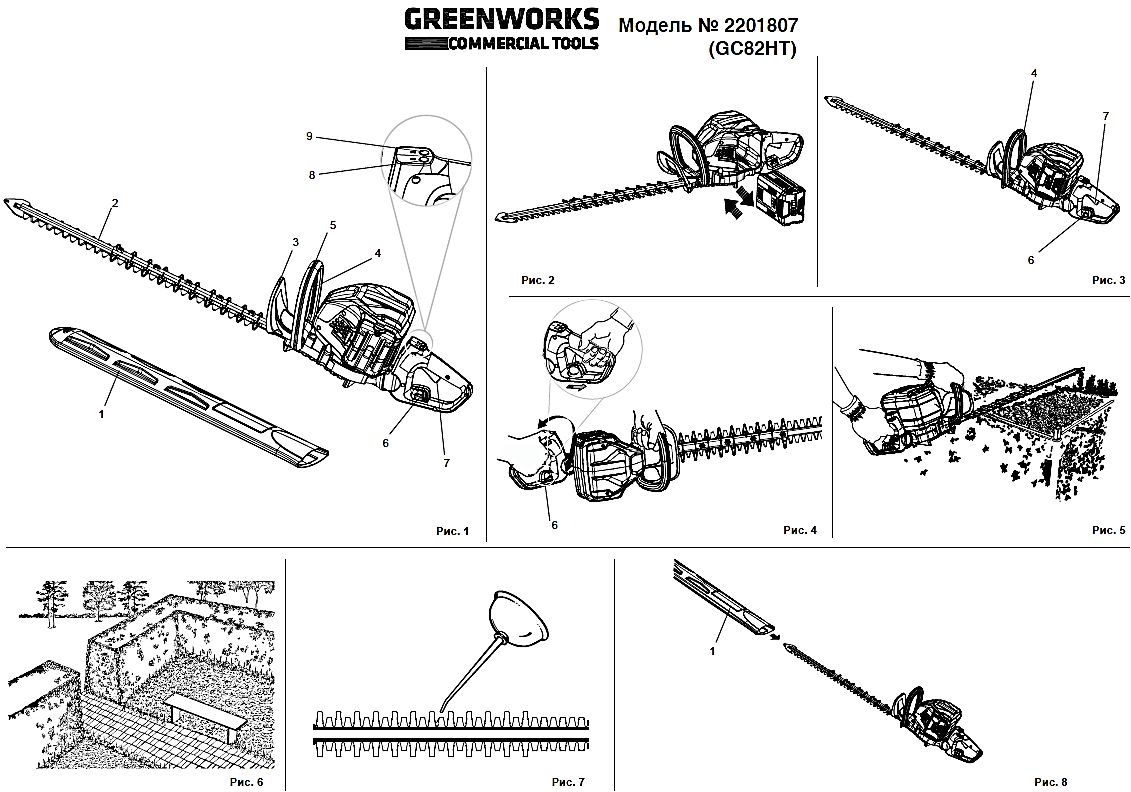 GREENWORKS
COMMERCIAL TOOLS
Модель № 2201807
(GC82HT)
9
8
2
3
5
4
1
6
7
Рис. 1
Рис. 2
4
7
6
Рис. 3
6
Рис. 4
Рис. 5
Рис. 6
Рис. 7
1
Рис. 8